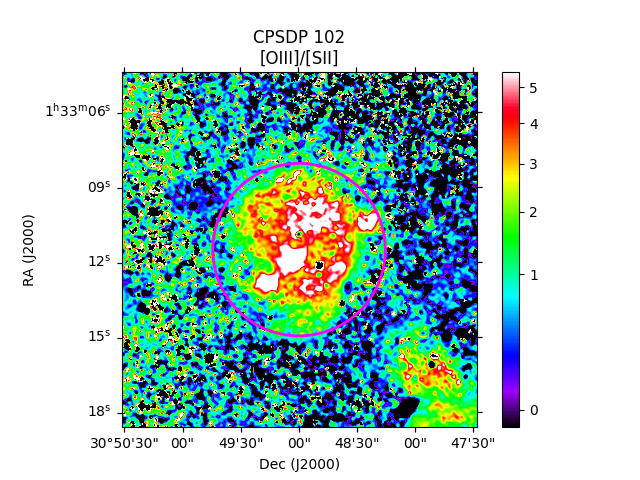 CPSDP 102
[OIII]/[SII]
1ʰ33ᵐ06ˢ
09ˢ
12ˢ
15ˢ
18ˢ
RA (J2000)
30°50'30" 00" 49'30" 00" 48'30" 00" 47'30"
Dec (J2000)
5
4
3
2
1
0